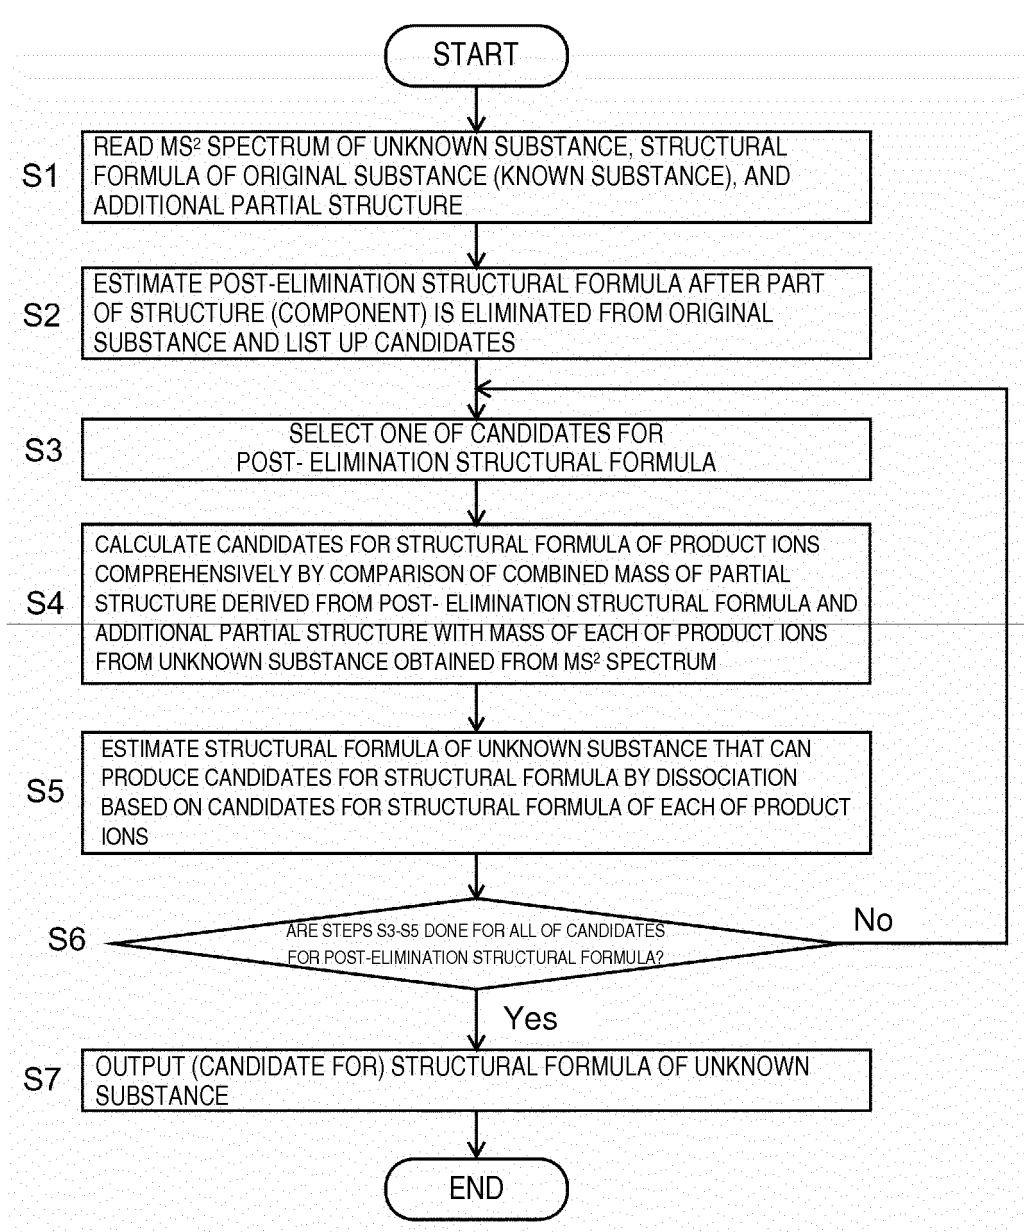 START
S1
READ MS² SPECTRUM OF UNKNOWN SUBSTANCE, STRUCTURAL
FORMULA OF ORIGINAL SUBSTANCE (KNOWN SUBSTANCE), AND
ADDITIONAL PARTIAL STRUCTURE
S2
ESTIMATE POST-ELIMINATION STRUCTURAL FORMULA AFTER PART
OF STRUCTURE (COMPONENT) IS ELIMINATED FROM ORIGINAL
SUBSTANCE AND LIST UP CANDIDATES
S3
SELECT ONE OF CANDIDATES FOR
POST- ELIMINATION STRUCTURAL FORMULA
S4
CALCULATE CANDIDATES FOR STRUCTURAL FORMULA OF PRODUCT IONS
COMPREHENSIVELY BY COMPARISON OF COMBINED MASS OF PARTIAL
STRUCTURE DERIVED FROM POST- ELIMINATION STRUCTURAL FORMULA AND
ADDITIONAL PARTIAL STRUCTURE WITH MASS OF EACH OF PRODUCT IONS
FROM UNKNOWN SUBSTANCE OBTAINED FROM MS² SPECTRUM
S5
ESTIMATE STRUCTURAL FORMULA OF UNKNOWN SUBSTANCE THAT CAN
PRODUCE CANDIDATES FOR STRUCTURAL FORMULA BY DISSOCIATION
BASED ON CANDIDATES FOR STRUCTURAL FORMULA OF EACH OF PRODUCT
IONS
S6
ARE STEPS S3-S5 DONE FOR ALL OF CANDIDATES
FOR POST-ELIMINATION STRUCTURAL FORMULA?
No
Yes
S7
OUTPUT (CANDIDATE FOR) STRUCTURAL FORMULA OF UNKNOWN
SUBSTANCE
END